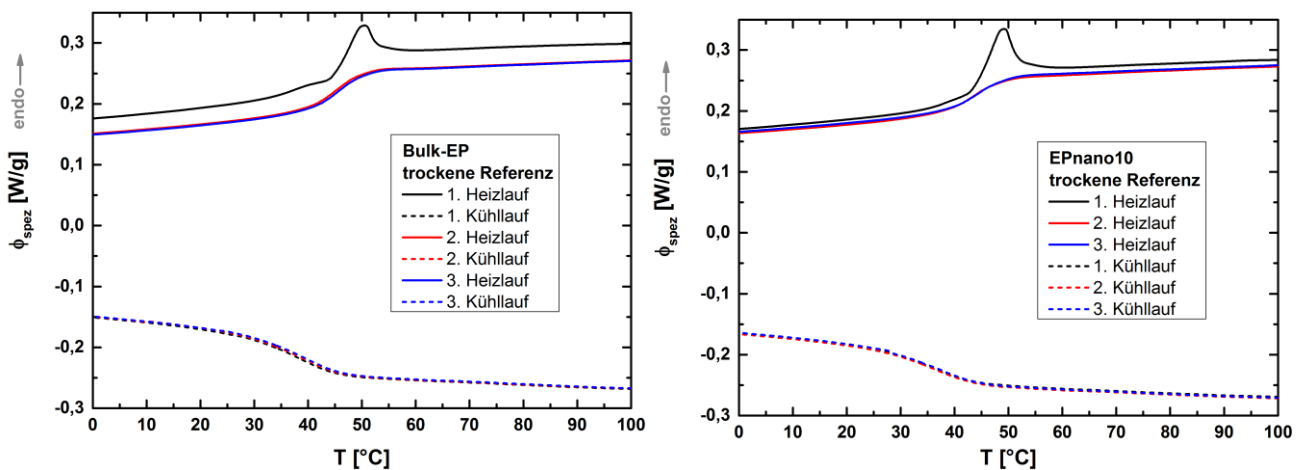 0,3
0,2
0,1
0,0
-0,1
-0,2
-0,3
endo
ϕspez [W/g]
Bulk-EP
trockene Referenz
1. Heizlauf
1. Kühllauf
2. Heizlauf
2. Kühllauf
3. Heizlauf
3. Kühllauf
0 10 20 30 40 50 60 70 80 90 100
T [°C]
0,3
0,2
0,1
0,0
-0,1
-0,2
-0,3
endo
ϕspez [W/g]
EPnano10
trockene Referenz
1. Heizlauf
2. Heizlauf
3. Heizlauf
1. Kühllauf
2. Kühllauf
3. Kühllauf
0 10 20 30 40 50 60 70 80 90 100
T [°C]